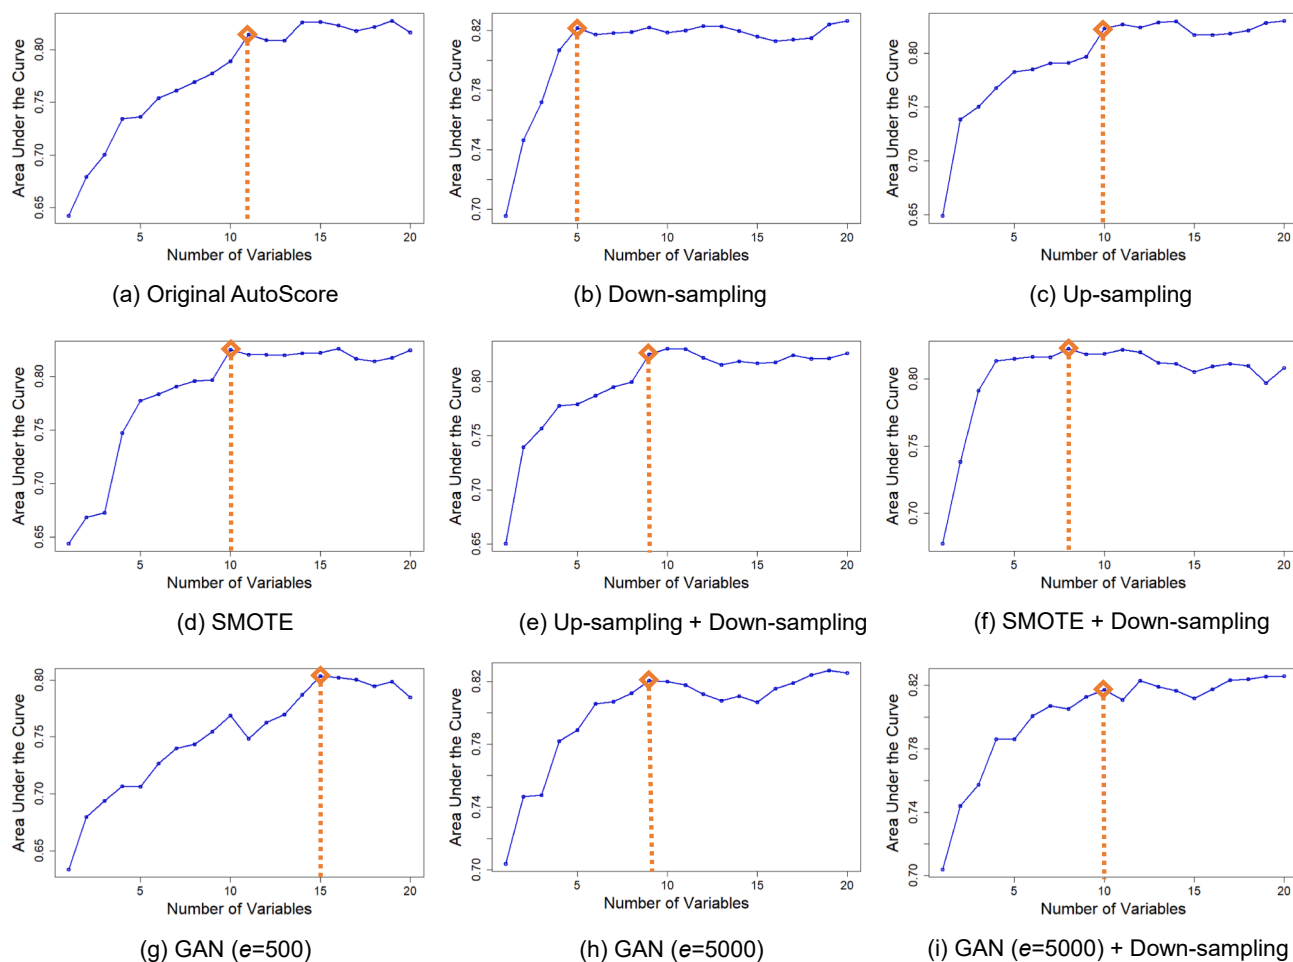 Area Under the Curve
0.80
0.75
0.70
0.65
5 10 15 20
Number of Variables
(a) Original AutoScore
Area Under the Curve
0.82
0.78
0.74
0.70
5 10 15 20
Number of Variables
(b) Down-sampling
Area Under the Curve
0.80
0.75
0.70
0.65
5 10 15 20
Number of Variables
(c) Up-sampling
Area Under the Curve
0.80
0.75
0.70
0.65
5 10 15 20
Number of Variables
(d) SMOTE
Area Under the Curve
0.80
0.75
0.70
0.65
5 10 15 20
Number of Variables
(e) Up-sampling + Down-sampling
Area Under the Curve
0.80
0.75
0.70
5 10 15 20
Number of Variables
(f) SMOTE + Down-sampling
Area Under the Curve
0.80
0.75
0.70
0.65
5 10 15 20
Number of Variables
(g) GAN (e=500)
Area Under the Curve
0.82
0.78
0.74
0.70
5 10 15 20
Number of Variables
(h) GAN (e=5000)
Area Under the Curve
0.82
0.78
0.74
0.70
5 10 15 20
Number of Variables
(i) GAN (e=5000) + Down-sampling